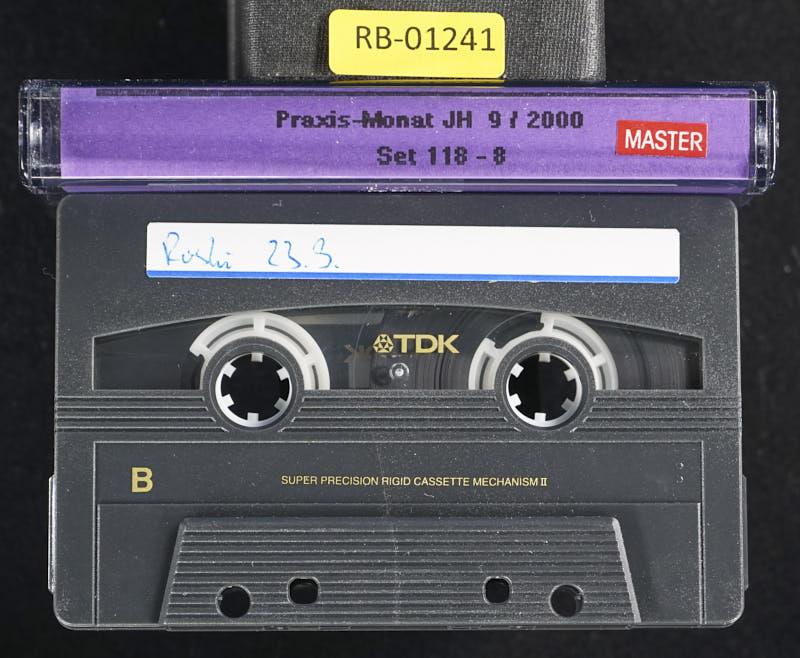 RB-01241
Praxis-Monat JH 9 / 2000
Set 118 - 8
MASTER
Roshi 23.9.
TDK
B
SUPER PRECISION RIGID CASSETTE MECHANISM II